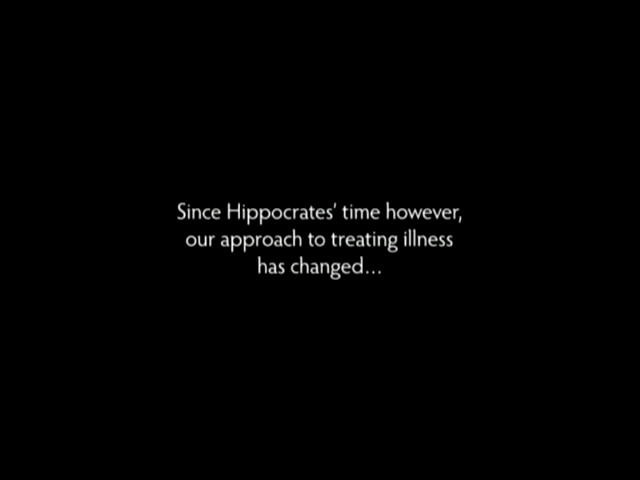 Since Hippocrates' time however,
our approach to treating illness
has changed...